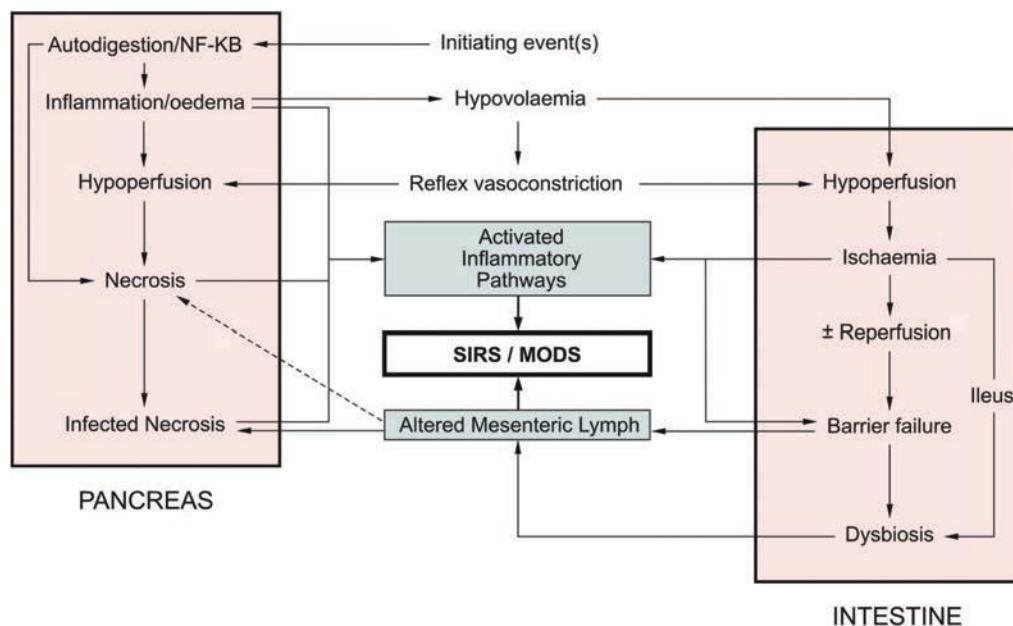 Autodigestion/NF-KB
Initiating event(s)
Inflammation/oedema
Hypovolaemia
Hypoperfusion
Reflex vasoconstriction
Hypoperfusion
Activated
Inflammatory
Pathways
Ischaemia
Necrosis
± Reperfusion
SIRS / MODS
Ileus
Infected Necrosis
Altered Mesenteric Lymph
Barrier failure
PANCREAS
Dysbiosis
INTESTINE